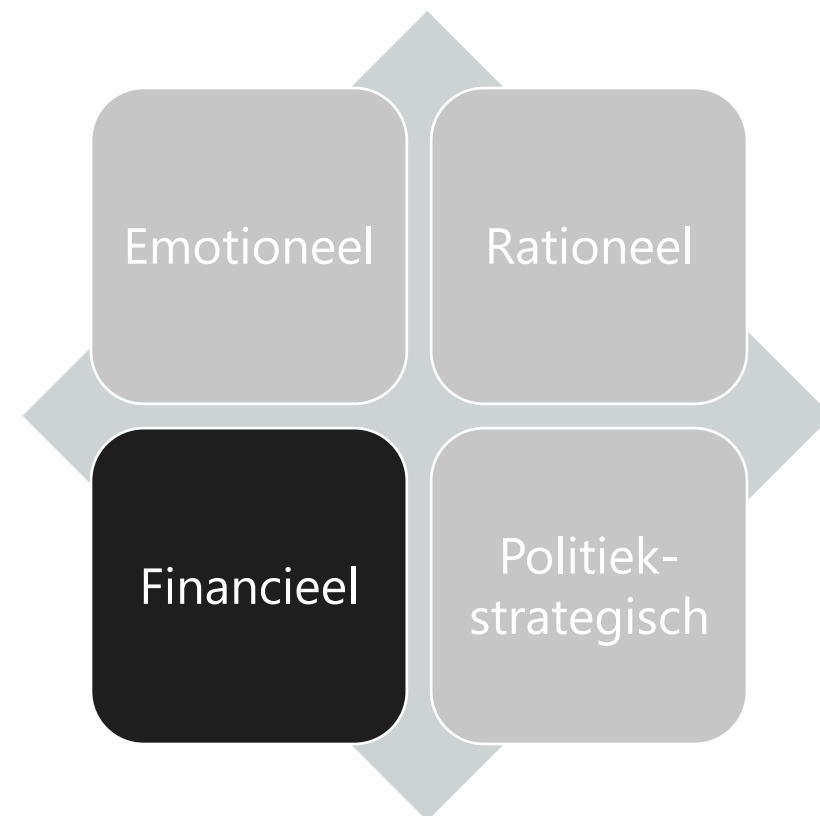 Emotioneel
Rationeel
Financieel
Politiek-
strategisch